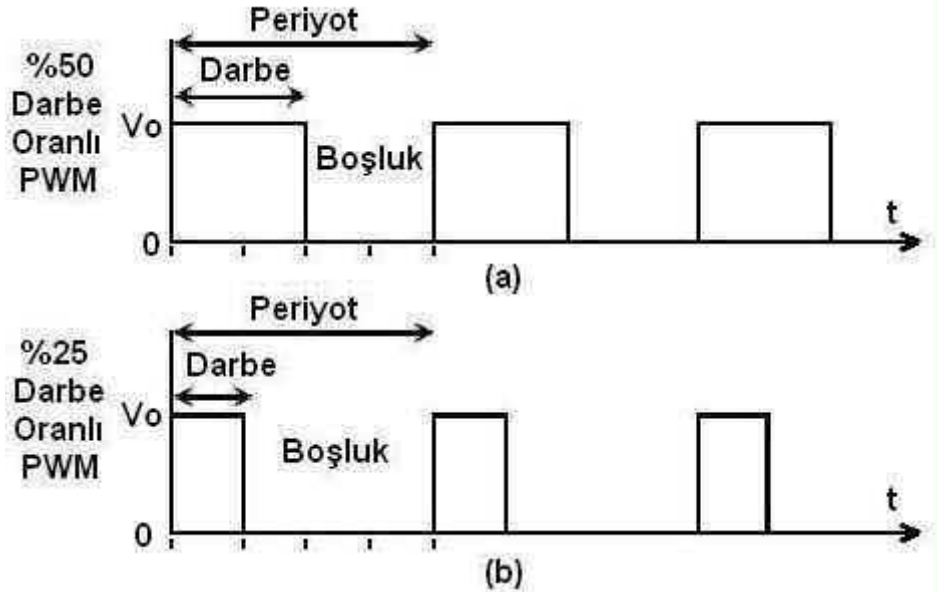 Periyot
%50
Darbe
Oranlı
PWM
Darbe
Vo
Boşluk
t
0
(a)
Periyot
%25
Darbe
Oranlı
PWM
Darbe
Vo
Boşluk
t
0
(b)